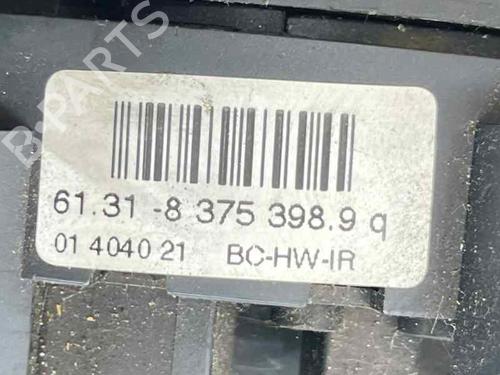 B-PARTS
61.31 -8 375 398.9 q
01 4040 21 BC-HW-IR